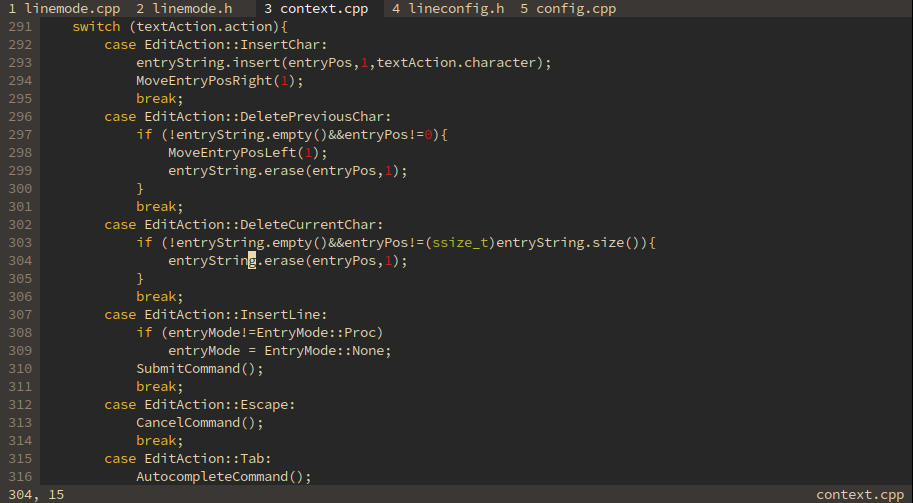 1 linemode.cpp 2 linemode.h 3 context.cpp 4 lineconfig.h 5 config.cpp
291 switch (textAction.action){
292 case EditAction::InsertChar:
293 entryString.insert(entryPos,1,textAction.character);
294 MoveEntryPosRight(1);
295 break;
296 case EditAction::DeletePreviousChar:
297 if (!entryString.empty()&&entryPos!=0){
298 MoveEntryPosLeft(1);
299 entryString.erase(entryPos,1);
300 }
301 break;
302 case EditAction::DeleteCurrentChar:
303 if (!entryString.empty()&&entryPos!=(ssize_t)entryString.size()){
304 entryString.erase(entryPos,1);
305 }
306 break;
307 case EditAction::InsertLine:
308 if (entryMode!=EntryMode::Proc)
309 entryMode = EntryMode::None;
310 SubmitCommand();
311 break;
312 case EditAction::Escape:
313 CancelCommand();
314 break;
315 case EditAction::Tab:
316 AutocompleteCommand();
304, 15 context.cpp